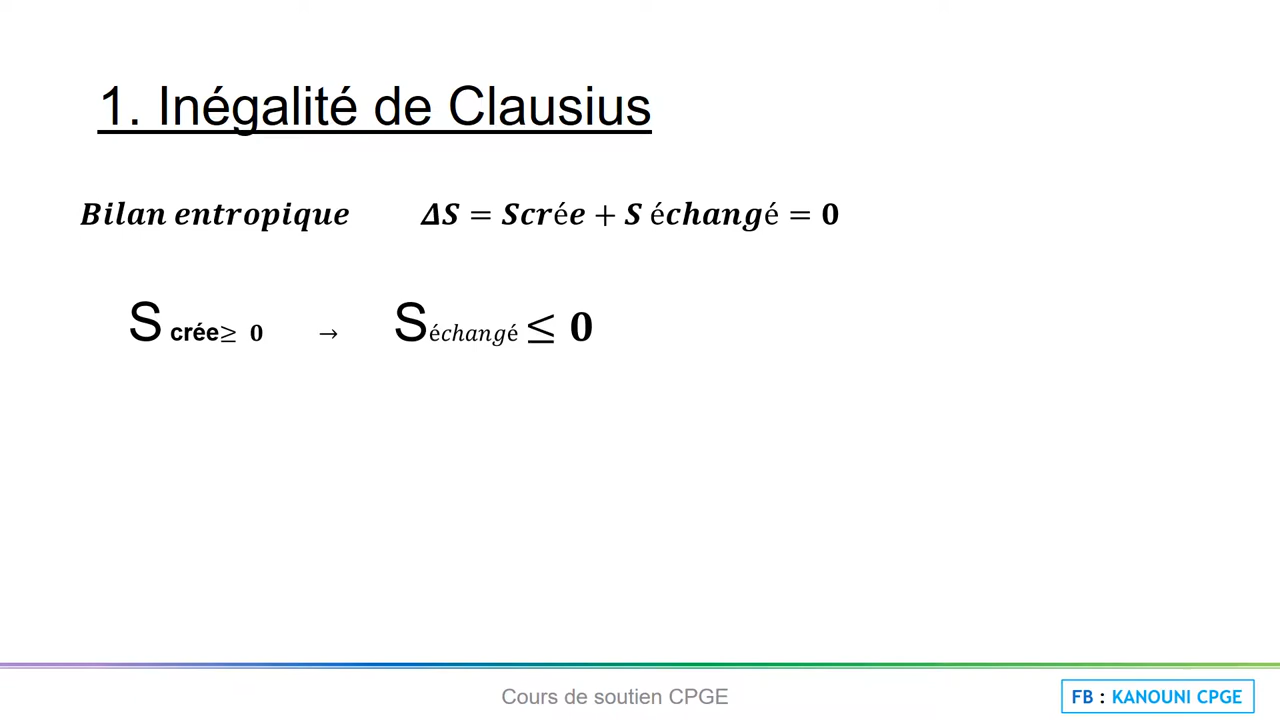 1. Inégalité de Clausius
Bilan entropique ΔS = Scrée + S échangé = 0
S crée≥ 0 → Séchangé ≤ 0
Cours de soutien CPGE
FB : KANOUNI CPGE